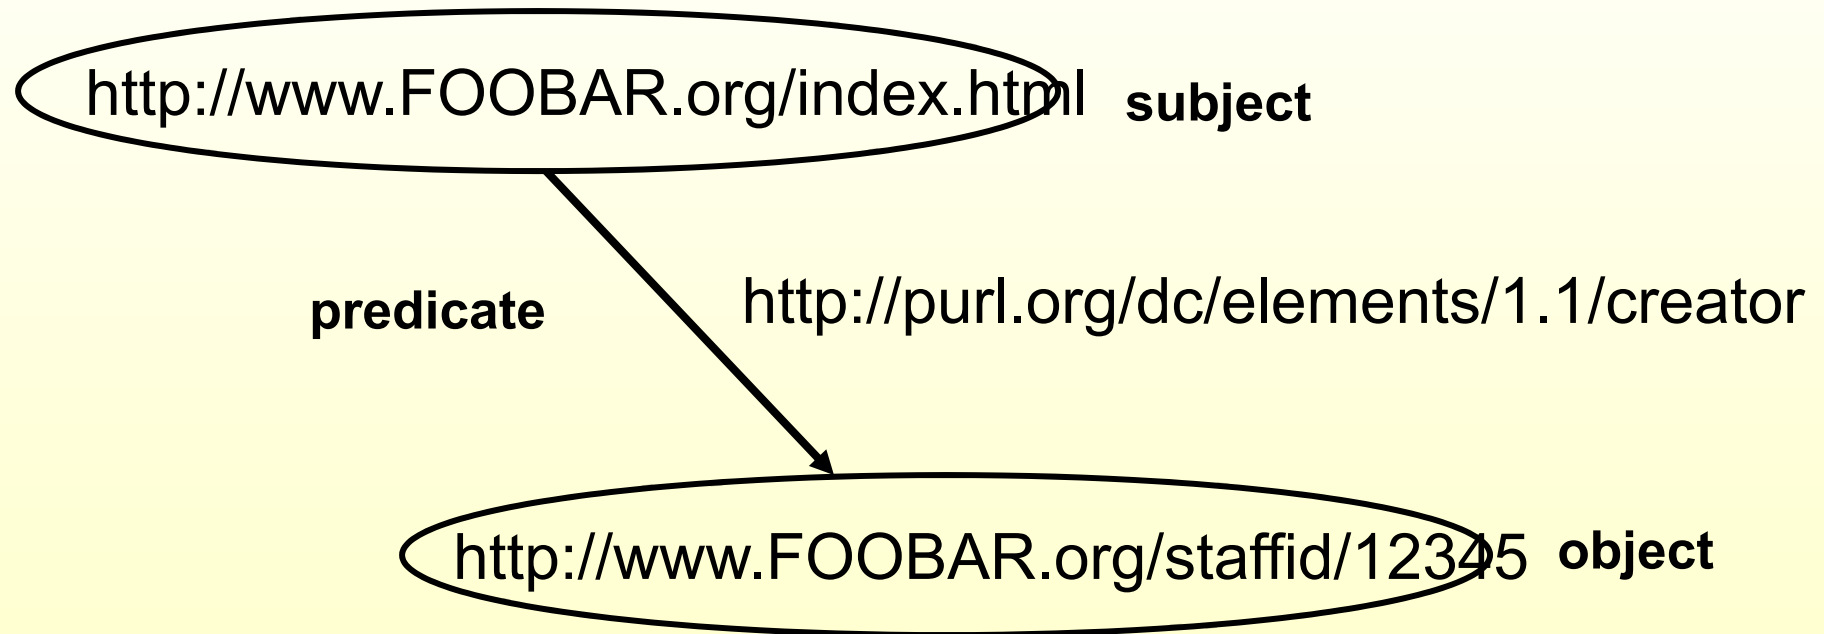 http://www.FOOBAR.org/index.html subject
predicate http://purl.org/dc/elements/1.1/creator
http://www.FOOBAR.org/staffid/12345 object